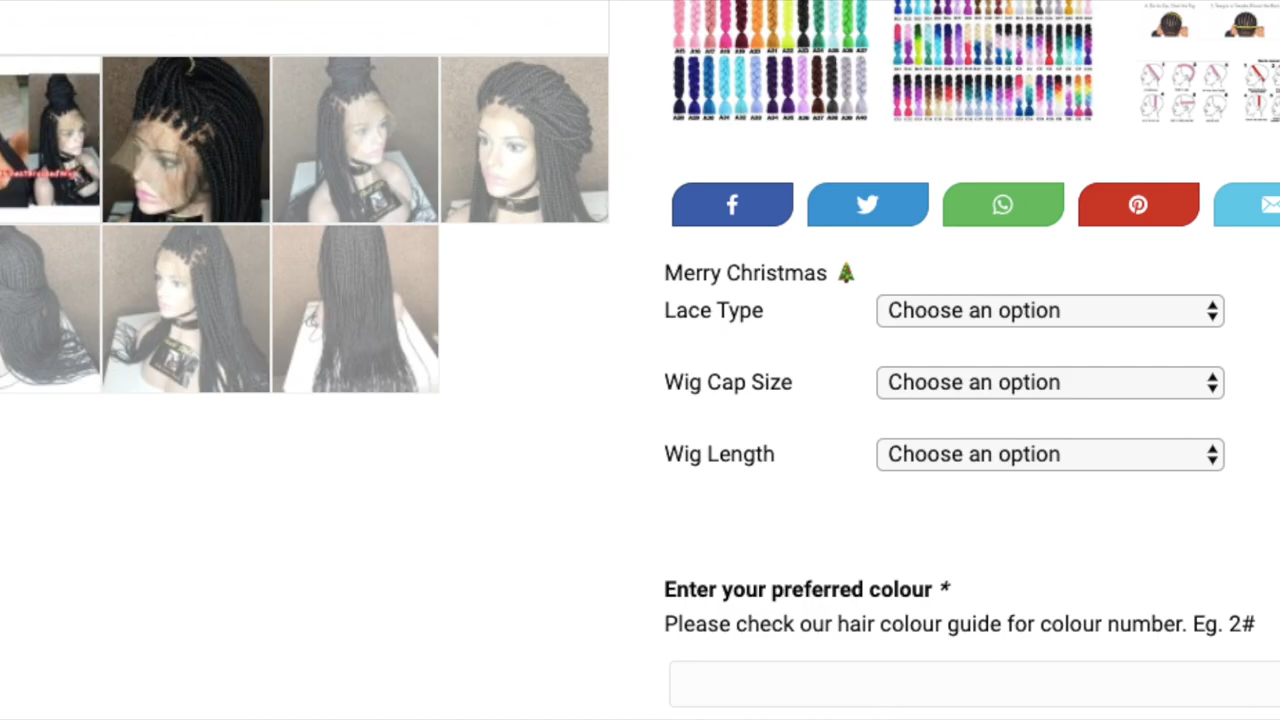 Merry Christmas 🎄
Lace Type Choose an option
Wig Cap Size Choose an option
Wig Length Choose an option
Enter your preferred colour *
Please check our hair colour guide for colour number. Eg. 2#